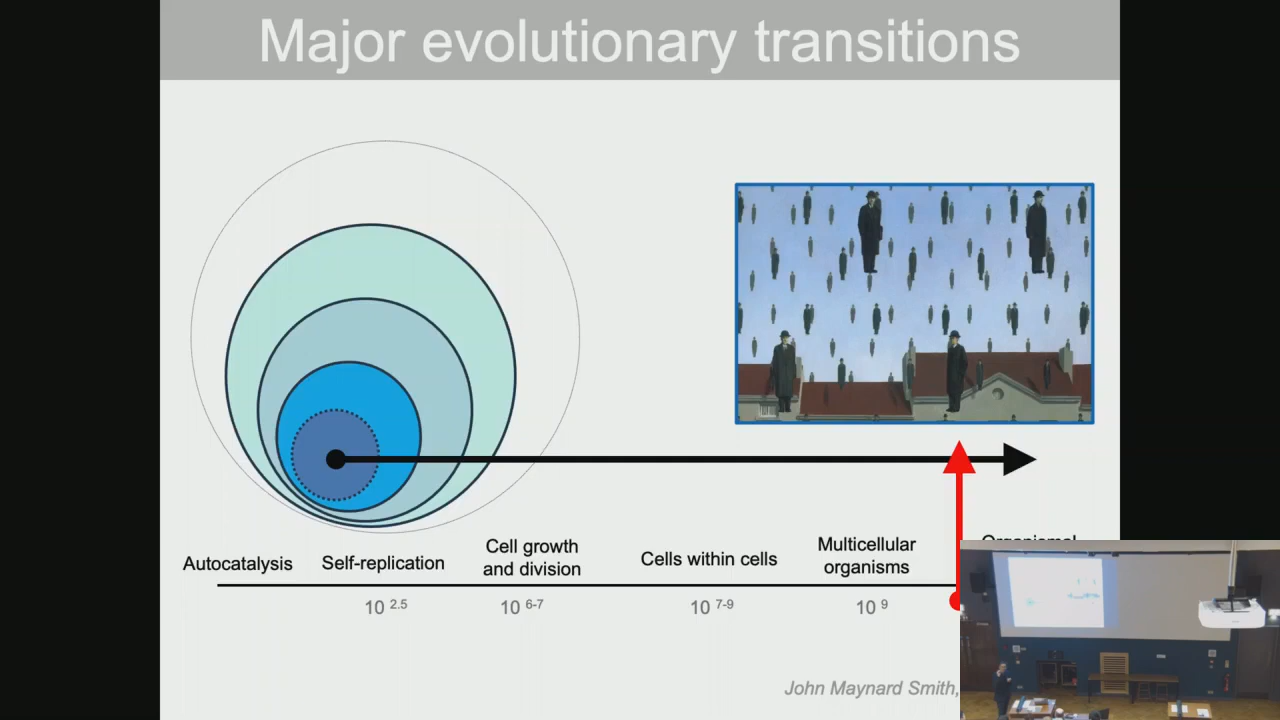 Major evolutionary transitions
Autocatalysis
Self-replication
Cell growth
and division
Cells within cells
Multicellular
organisms
Organismal
10 2.5
10 6-7
10 7-9
10 9
John Maynard Smith,